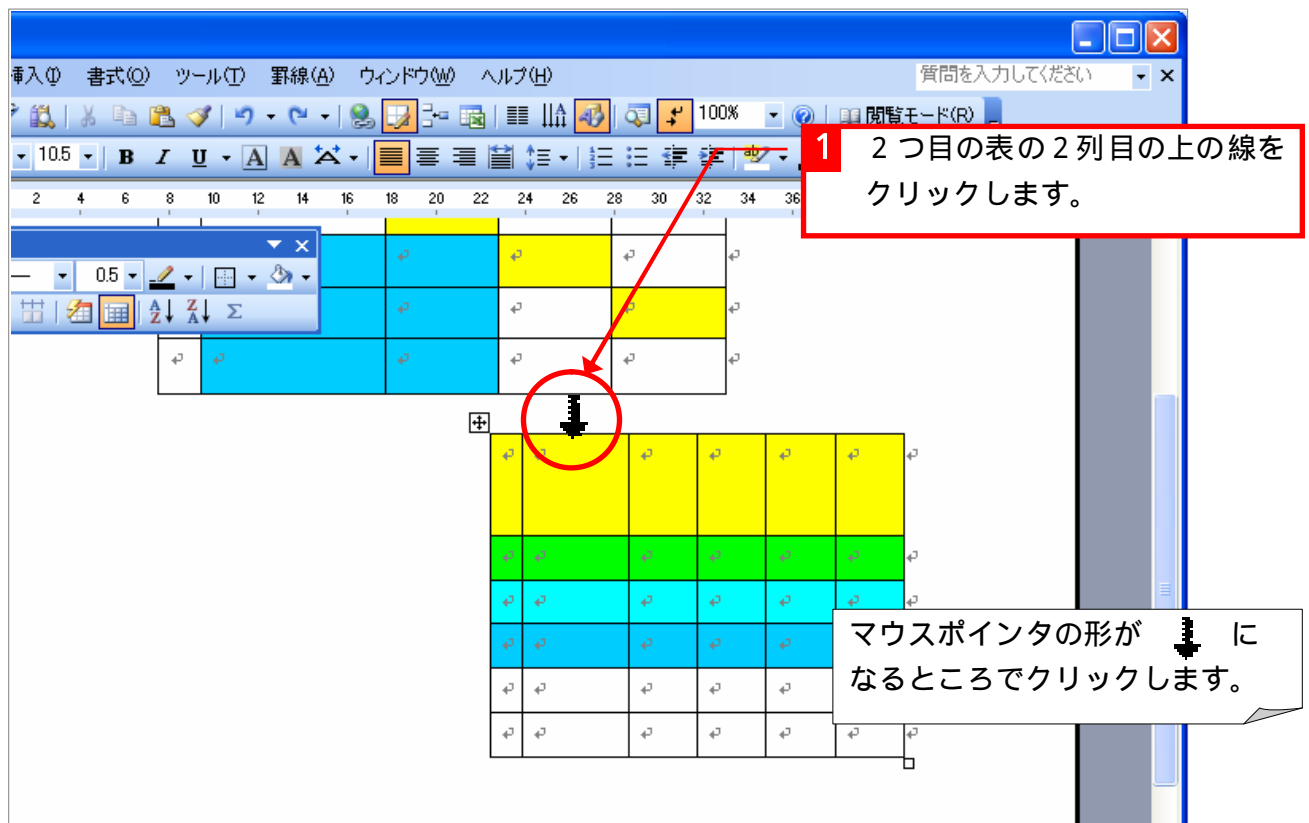 挿入(I) 書式(O) ツール(T) 罫線(A) ウィンドウ(W) ヘルプ(H) 質問を入力してください
100% 閲覧モード(R)
10.5 B I U A A
2 4 6 8 10 12 14 16 18 20 22 24 26 28 30 32 34 36
0.5
1 2つ目の表の2列目の上の線を
クリックします。
マウスポインタの形が に
なるところでクリックします。